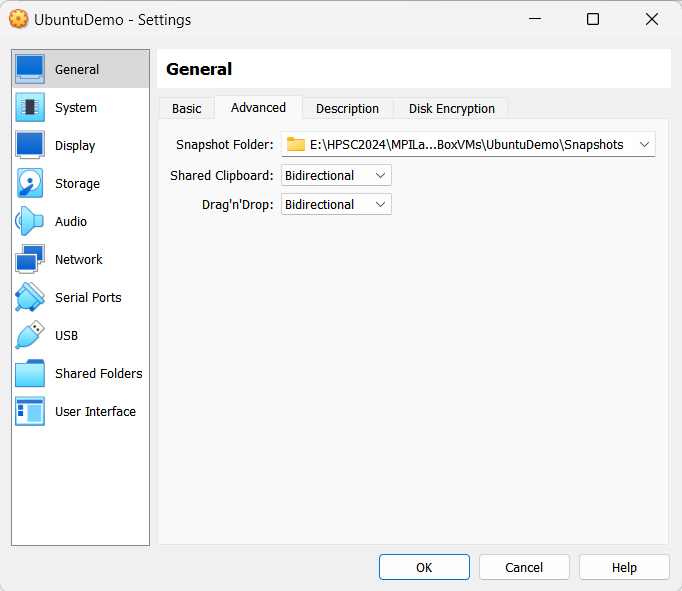 UbuntuDemo - Settings
General
System
Display
Storage
Audio
Network
Serial Ports
USB
Shared Folders
User Interface
General
Basic Advanced Description Disk Encryption
Snapshot Folder: E:\HPSC2024\MPILa...BoxVMs\UbuntuDemo\Snapshots
Shared Clipboard: Bidirectional
Drag'n'Drop: Bidirectional
OK Cancel Help